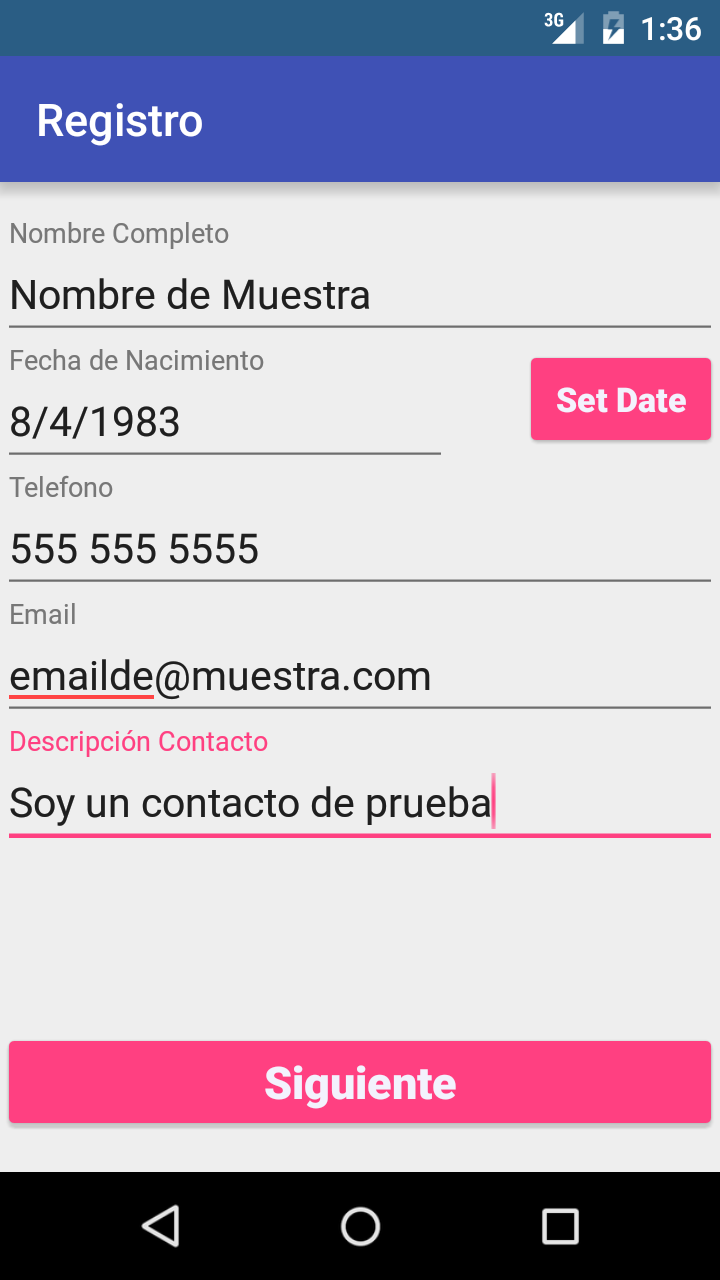 3G 1:36
Registro
Nombre Completo
Nombre de Muestra
Fecha de Nacimiento
8/4/1983
Set Date
Telefono
555 555 5555
Email
emailde@muestra.com
Descripción Contacto
Soy un contacto de prueba
Siguiente